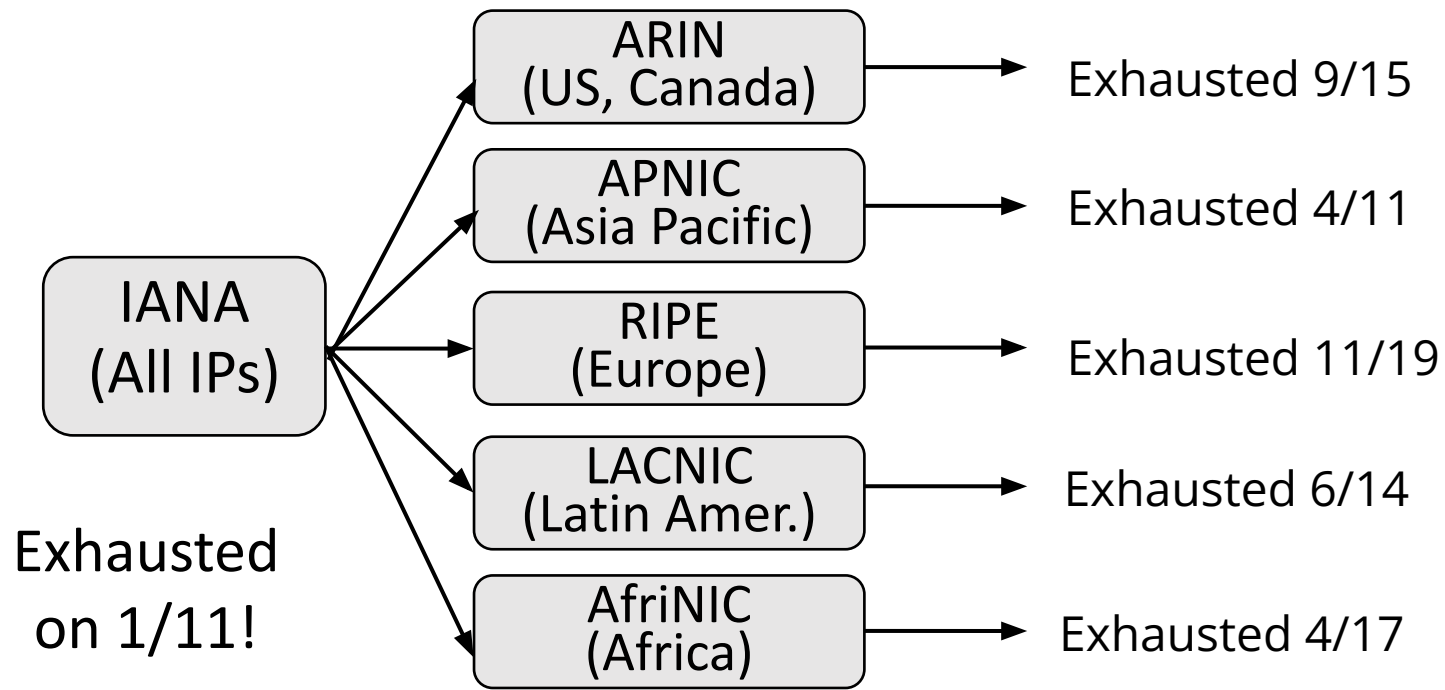 ARIN
(US, Canada)
Exhausted 9/15
APNIC
(Asia Pacific)
Exhausted 4/11
IANA
(All IPs)
RIPE
(Europe)
Exhausted 11/19
LACNIC
(Latin Amer.)
Exhausted 6/14
Exhausted
on 1/11!
AfriNIC
(Africa)
Exhausted 4/17